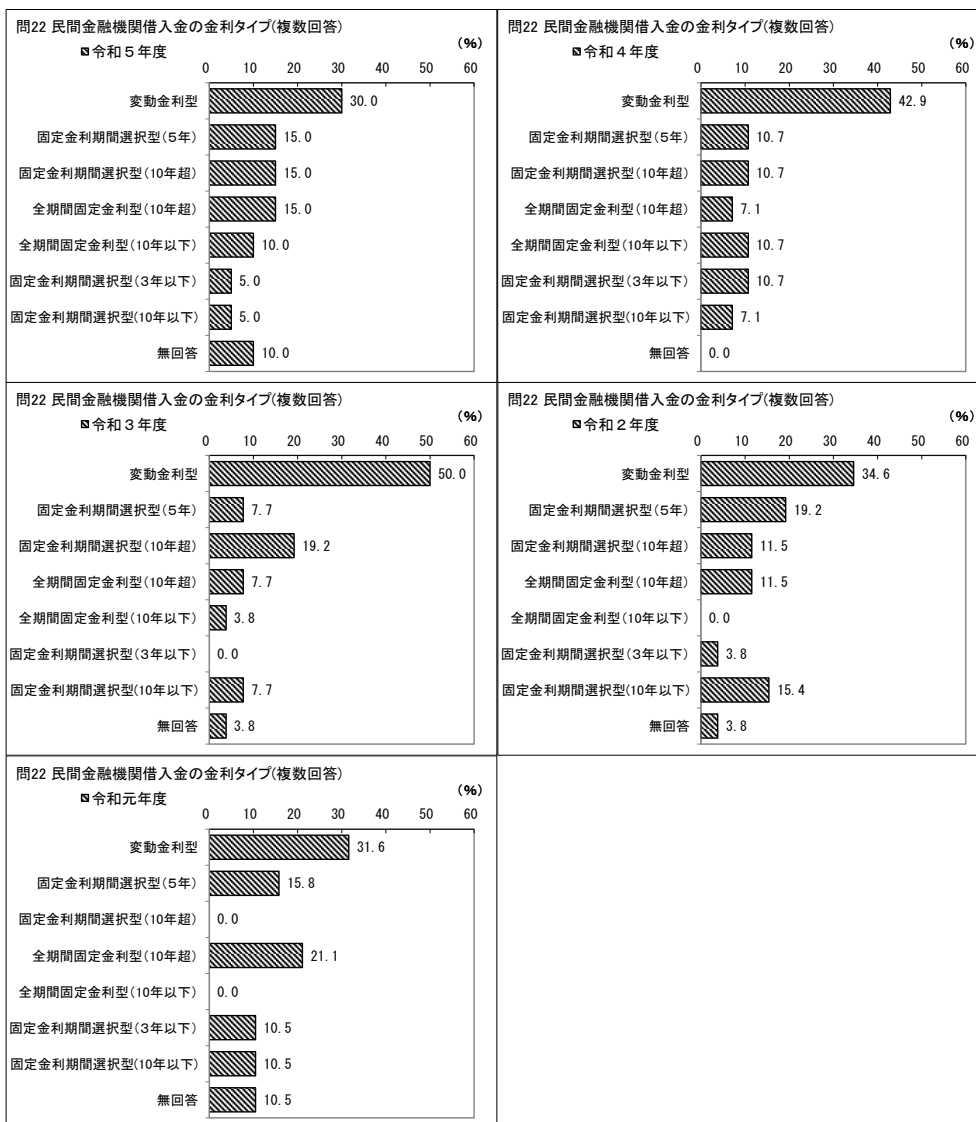 問22 民間金融機関借入金の金利タイプ(複数回答)
(%)
令和5年度
0 10 20 30 40 50 60
変動金利型 30.0
固定金利期間選択型(5年) 15.0
固定金利期間選択型(10年超) 15.0
全期間固定金利型(10年超) 15.0
全期間固定金利型(10年以下) 10.0
固定金利期間選択型(3年以下) 5.0
固定金利期間選択型(10年以下) 5.0
無回答 10.0
問22 民間金融機関借入金の金利タイプ(複数回答)
(%)
令和4年度
0 10 20 30 40 50 60
変動金利型 42.9
固定金利期間選択型(5年) 10.7
固定金利期間選択型(10年超) 10.7
全期間固定金利型(10年超) 7.1
全期間固定金利型(10年以下) 10.7
固定金利期間選択型(3年以下) 10.7
固定金利期間選択型(10年以下) 7.1
無回答 0.0
問22 民間金融機関借入金の金利タイプ(複数回答)
(%)
令和3年度
0 10 20 30 40 50 60
変動金利型 50.0
固定金利期間選択型(5年) 7.7
固定金利期間選択型(10年超) 19.2
全期間固定金利型(10年超) 7.7
全期間固定金利型(10年以下) 3.8
固定金利期間選択型(3年以下) 0.0
固定金利期間選択型(10年以下) 7.7
無回答 3.8
問22 民間金融機関借入金の金利タイプ(複数回答)
(%)
令和2年度
0 10 20 30 40 50 60
変動金利型 34.6
固定金利期間選択型(5年) 19.2
固定金利期間選択型(10年超) 11.5
全期間固定金利型(10年超) 11.5
全期間固定金利型(10年以下) 0.0
固定金利期間選択型(3年以下) 3.8
固定金利期間選択型(10年以下) 15.4
無回答 3.8
問22 民間金融機関借入金の金利タイプ(複数回答)
(%)
令和元年度
0 10 20 30 40 50 60
変動金利型 31.6
固定金利期間選択型(5年) 15.8
固定金利期間選択型(10年超) 0.0
全期間固定金利型(10年超) 21.1
全期間固定金利型(10年以下) 0.0
固定金利期間選択型(3年以下) 10.5
固定金利期間選択型(10年以下) 10.5
無回答 10.5